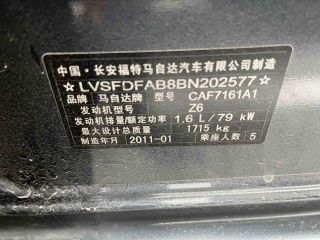 中国·长安福特马自达汽车有限公司制造
★LVSFDFAB8BN202577★
品牌 马自达牌 型号 CAF7161A1
发动机型号 Z6
发动机排量/额定功率 1.6 L/79 kW
最大设计总质量 1715 kg
制造年月 2011-01 乘座人数 5